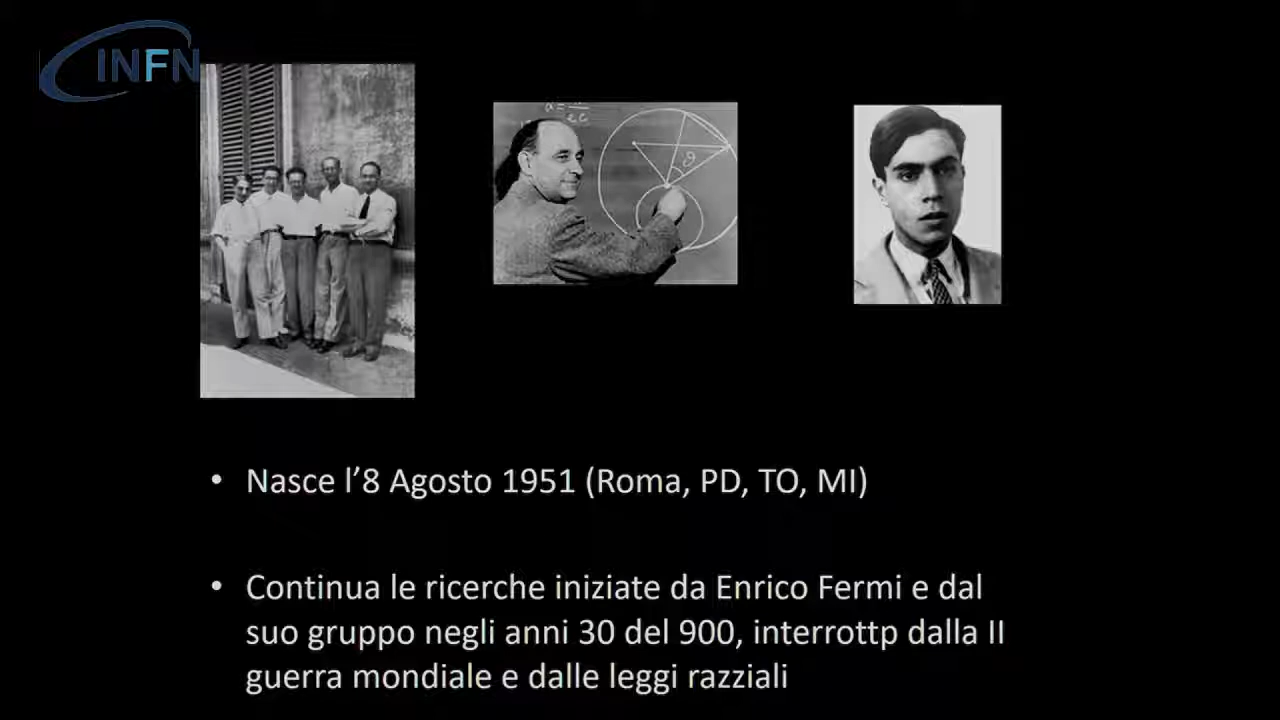 INFN
• Nasce l’8 Agosto 1951 (Roma, PD, TO, MI)
• Continua le ricerche iniziate da Enrico Fermi e dal
suo gruppo negli anni 30 del 900, interrottp dalla II
guerra mondiale e dalle leggi razziali